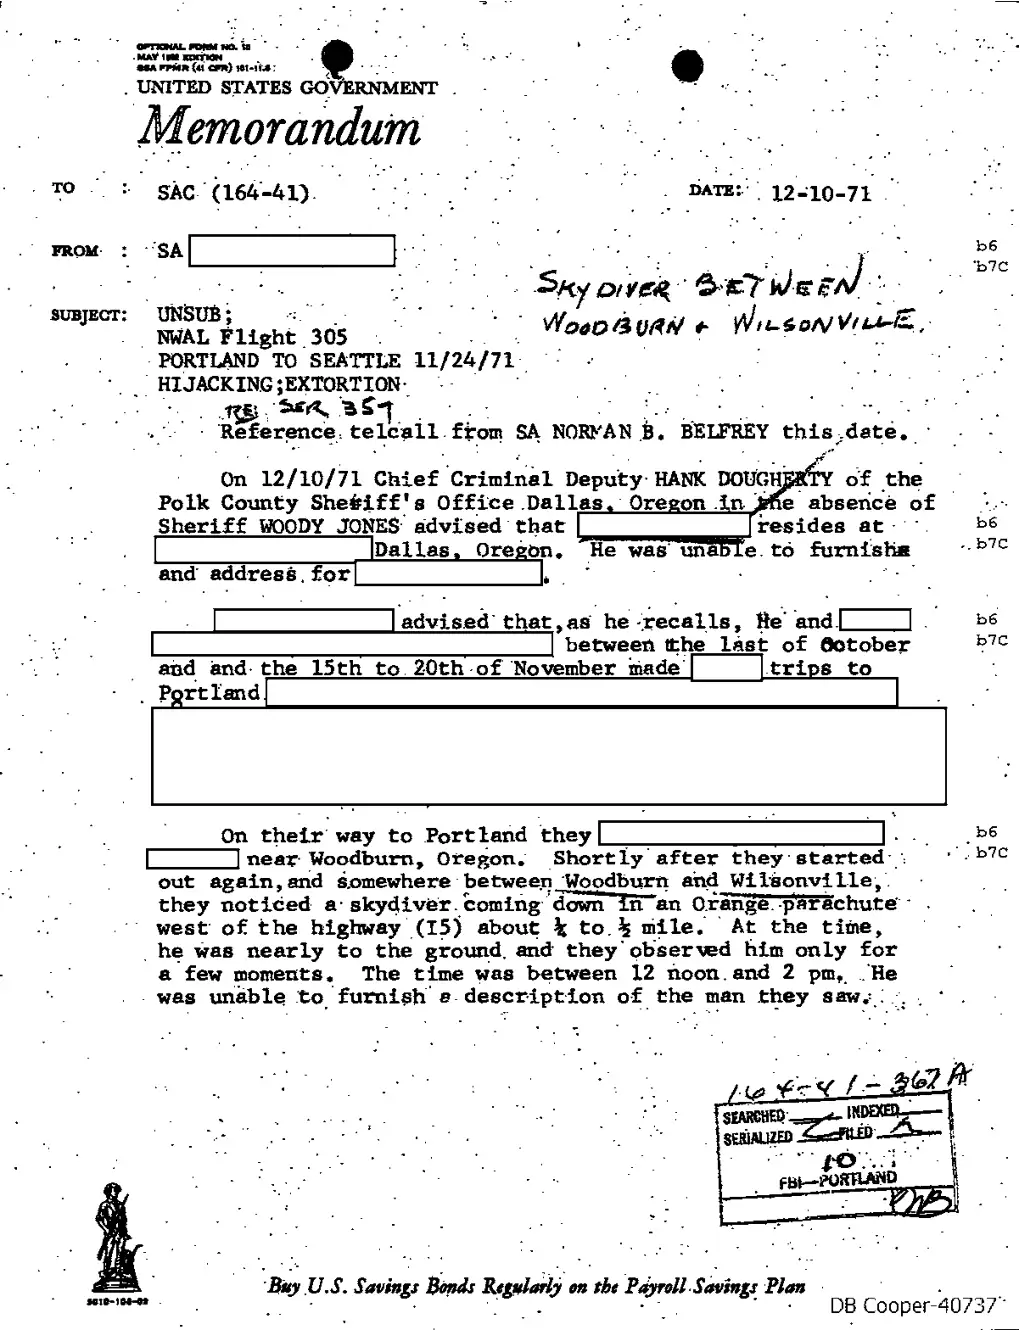 OPTIONAL FORM NO. 10
MAY 1962 EDITION
GSA FPMR (41 CFR) 101-11.6
UNITED STATES GOVERNMENT
Memorandum
TO : SAC (164-41) DATE: 12-10-71
FROM : SA b6
b7C
SKYDIVER BETWEEN
WOODBURN & WILSONVILLE.
SUBJECT: UNSUB;
NWAL Flight 305
PORTLAND TO SEATTLE 11/24/71
HIJACKING;EXTORTION
RE: SER 357
Reference telcall from SA NORMAN B. BELFREY this date.
On 12/10/71 Chief Criminal Deputy HANK DOUGHERTY of the
Polk County Sheriff's Office Dallas, Oregon in the absence of
Sheriff WOODY JONES advised that resides at b6
Dallas, Oregon. He was unable to furnish b7C
and address for .
advised that,as he recalls, He and b6
between the last of October b7C
and and the 15th to 20th of November made trips to
Portland
On their way to Portland they b6
near Woodburn, Oregon. Shortly after they started b7C
out again,and somewhere between Woodburn and Wilsonville,
they noticed a skydiver coming down in an Orange parachute
west of the highway (I5) about ¼ to ½ mile. At the time,
he was nearly to the ground and they observed him only for
a few moments. The time was between 12 noon and 2 pm. He
was unable to furnish a description of the man they saw.
164-41-367A
SEARCHED INDEXED
SERIALIZED FILED
10
FBI—PORTLAND
5010-108-02
Buy U.S. Savings Bonds Regularly on the Payroll Savings Plan
DB Cooper-40737